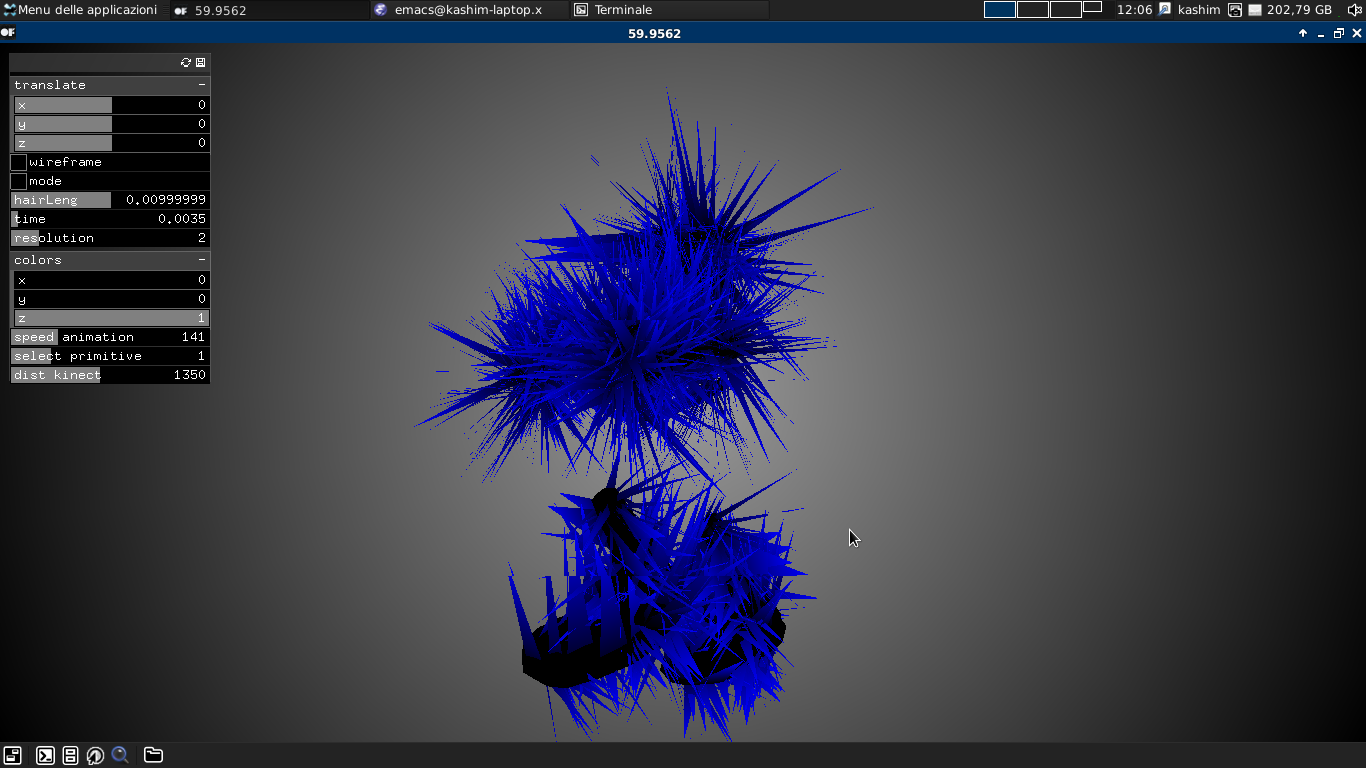 Menu delle applicazioni OF 59.9562 emacs@kashim-laptop.x Terminale 12:06 kashim 202,79 GB
OF 59.9562
translate −
x 0
y 0
z 0
wireframe
mode
hairLeng 0.00999999
time 0.0035
resolution 2
colors −
x 0
y 0
z 1
speed animation 141
select primitive 1
dist kinect 1350